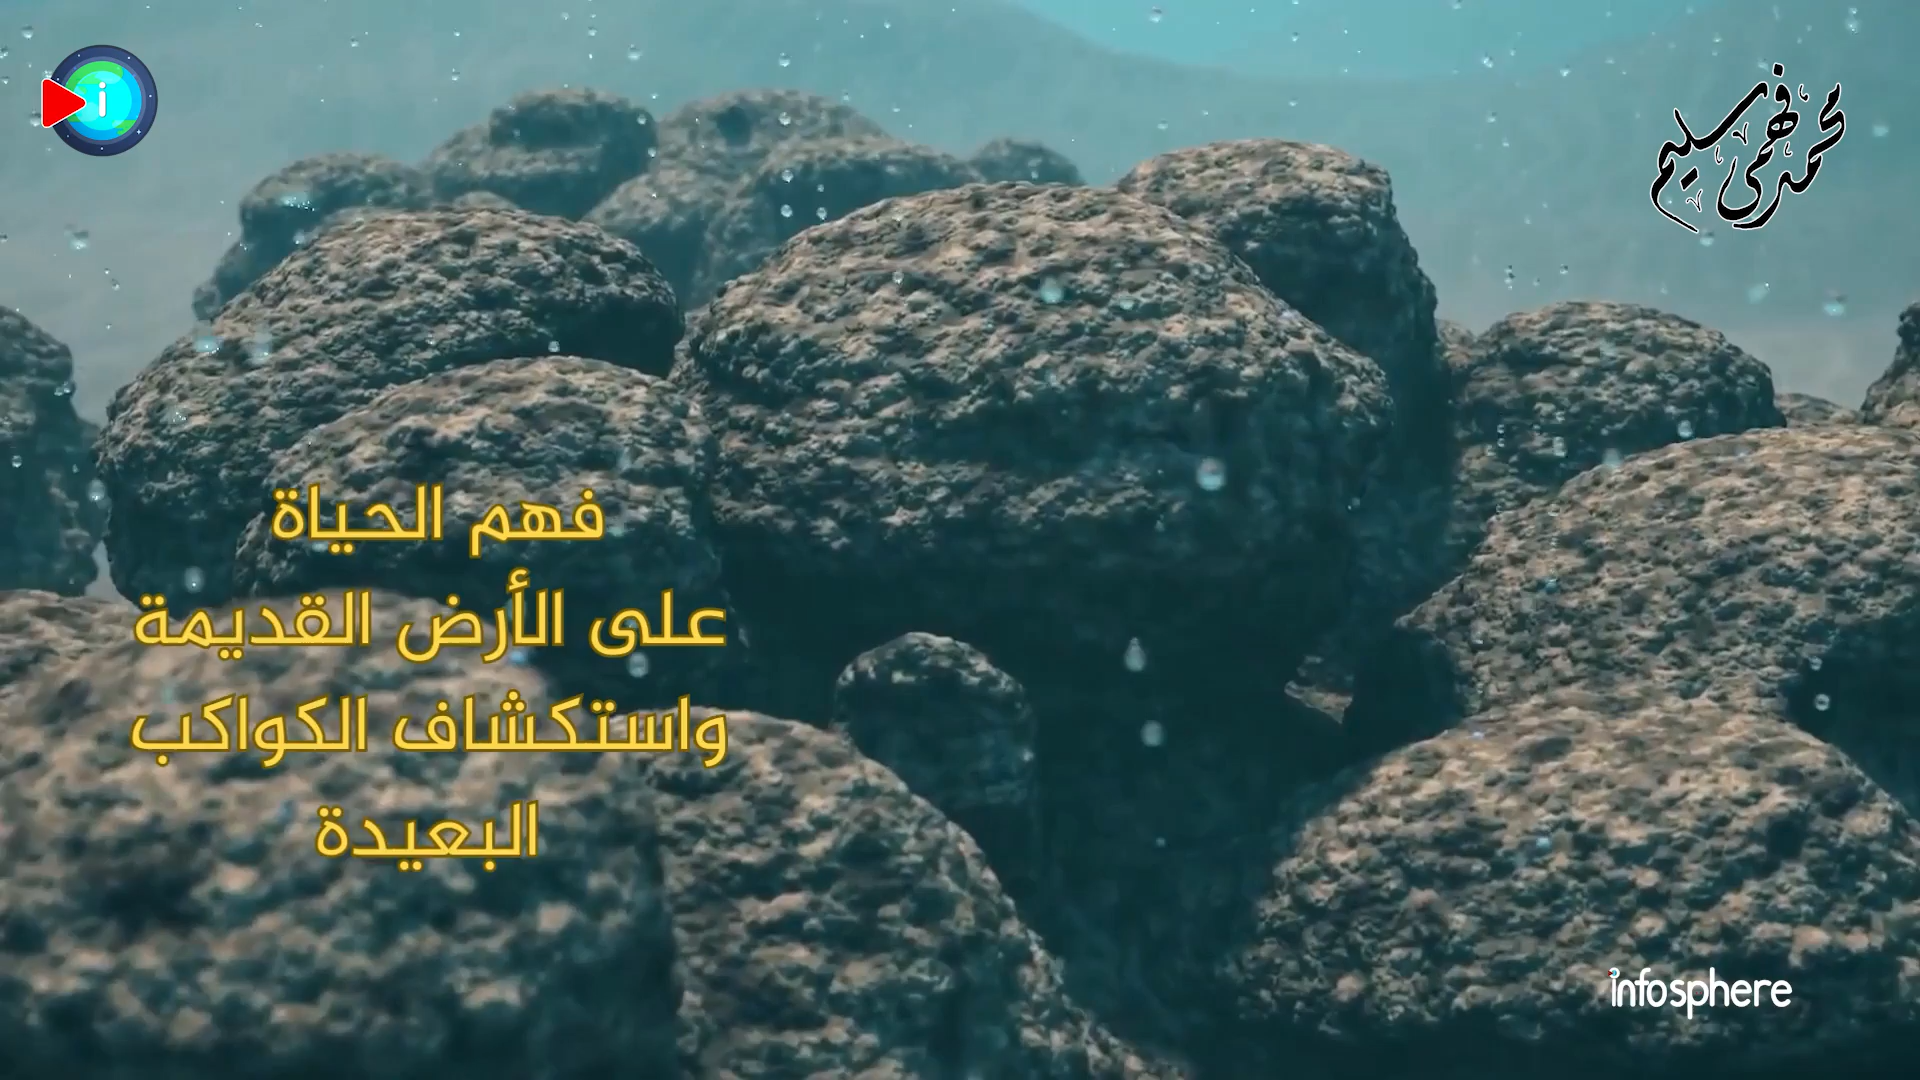 محمد فهمي سليم
فهم الحياة
على الأرض القديمة
واستكشاف الكواكب
البعيدة
infosphere